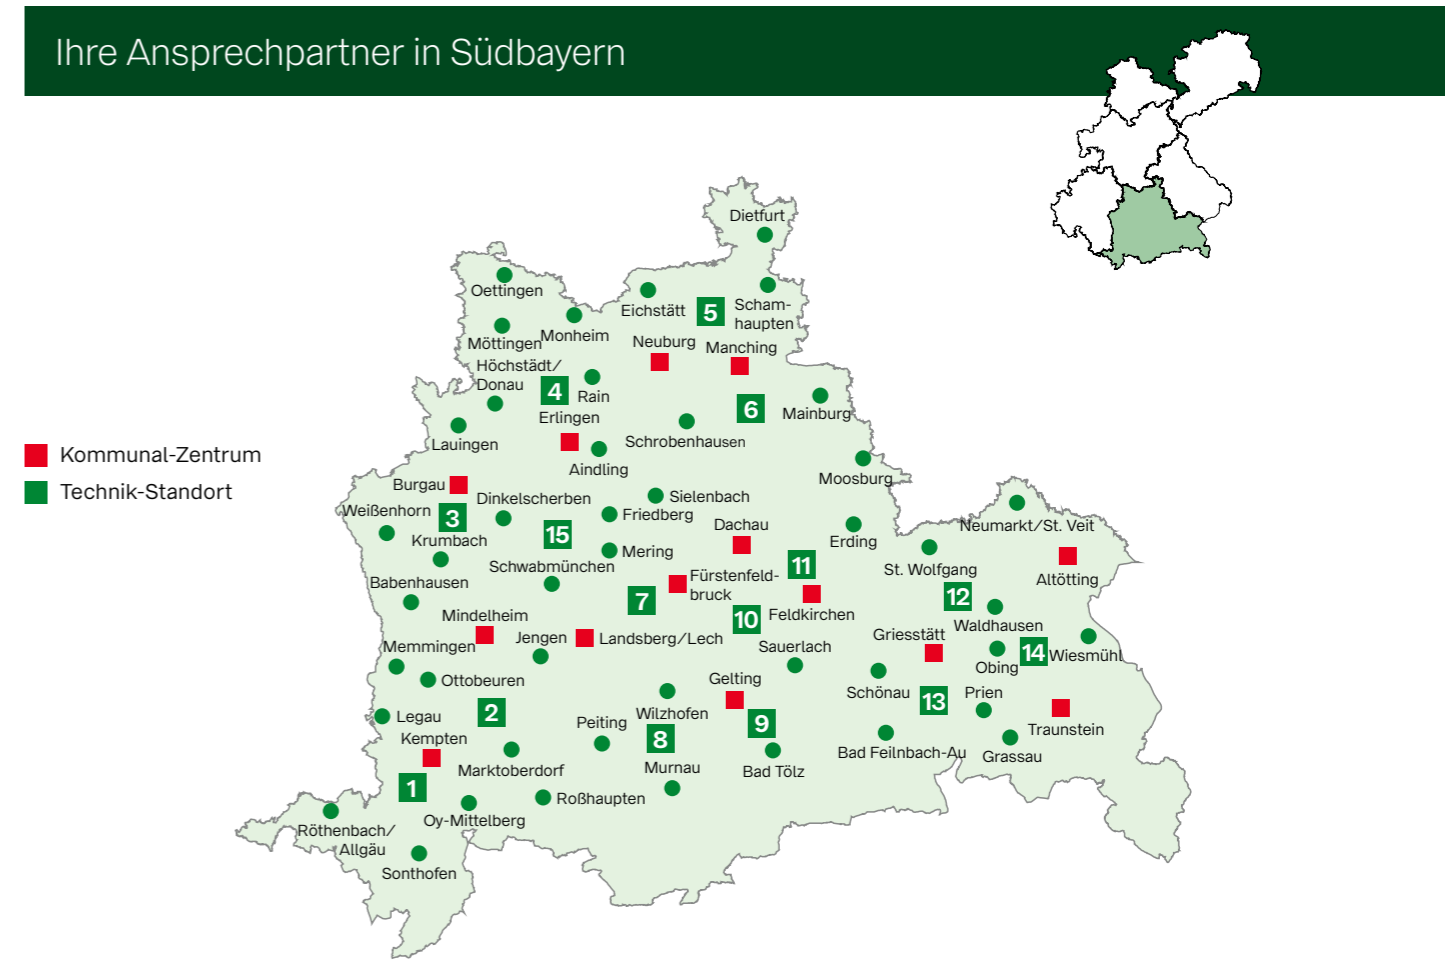 Ihre Ansprechpartner in Südbayern
Dietfurt
Oettingen
Eichstätt
5
Scham-
haupten
Monheim
Möttingen
Neuburg
Manching
Höchstädt/
Donau
4
Rain
Erlingen
6
Mainburg
Lauingen
Schrobenhausen
Kommunal-Zentrum
Technik-Standort
Aindling
Moosburg
Burgau
Dinkelscherben
Sielenbach
Weißenhorn
3
Friedberg
Dachau
Neumarkt/St. Veit
Krumbach
15
Mering
Erding
Schwabmünchen
11
St. Wolfgang
Altötting
Babenhausen
Fürstenfeld-
bruck
7
12
Mindelheim
10
Feldkirchen
Waldhausen
Jengen
Landsberg/Lech
Griesstätt
Memmingen
Sauerlach
14
Wiesmühl
Obing
Ottobeuren
Gelting
Schönau
Prien
13
Legau
2
Wilzhofen
Peiting
9
Traunstein
Kempten
8
Bad Feilnbach-Au
Grassau
Marktoberdorf
Murnau
Bad Tölz
1
Roßhaupten
Oy-Mittelberg
Röthenbach/
Allgäu
Sonthofen